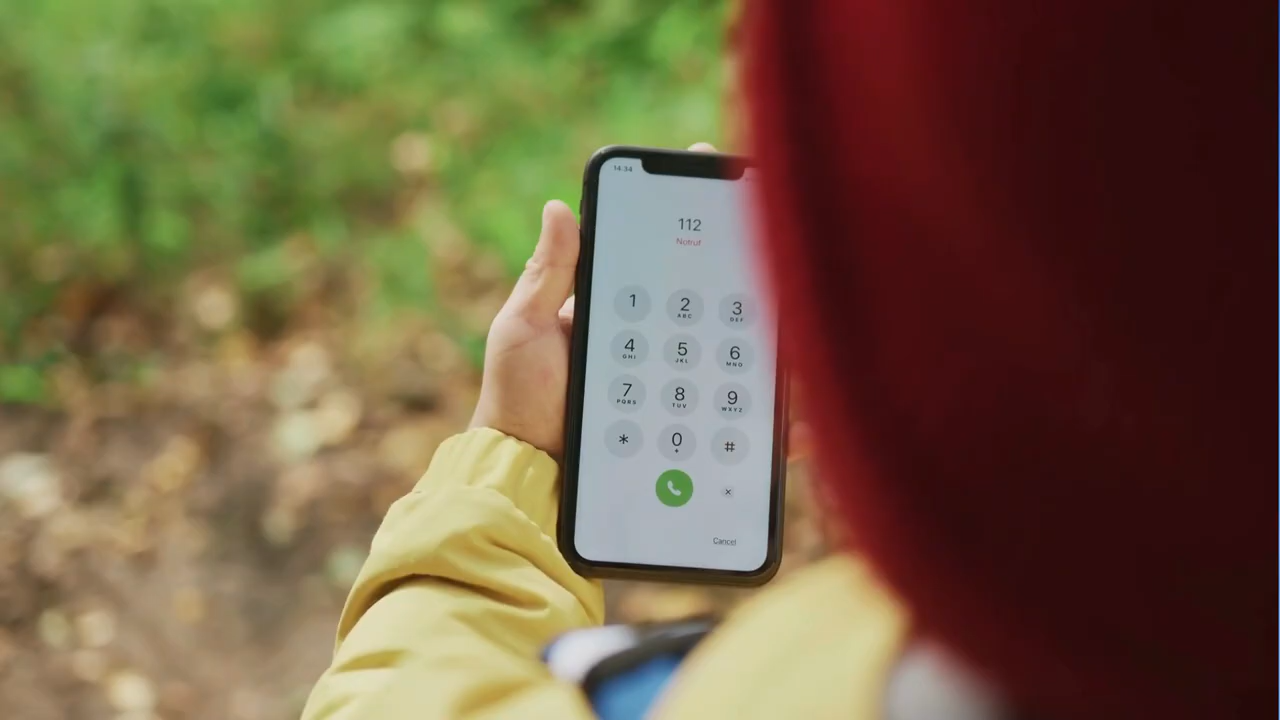 14:34
112
Notruf
1 2 3
ABC DEF
4 5 6
GHI JKL MNO
7 8 9
PQRS TUV WXYZ
* 0 #
+
Cancel